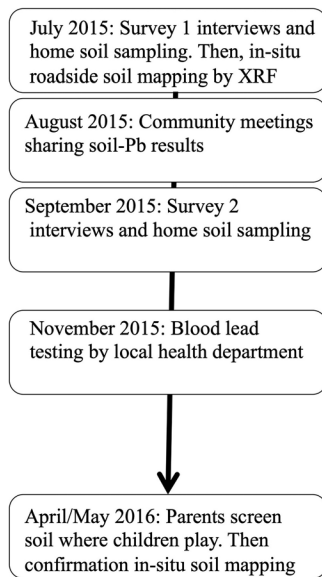 July 2015: Survey 1 interviews and
home soil sampling. Then, in-situ
roadside soil mapping by XRF
August 2015: Community meetings
sharing soil-Pb results
September 2015: Survey 2
interviews and home soil sampling
November 2015: Blood lead
testing by local health department
April/May 2016: Parents screen
soil where children play. Then
confirmation in-situ soil mapping